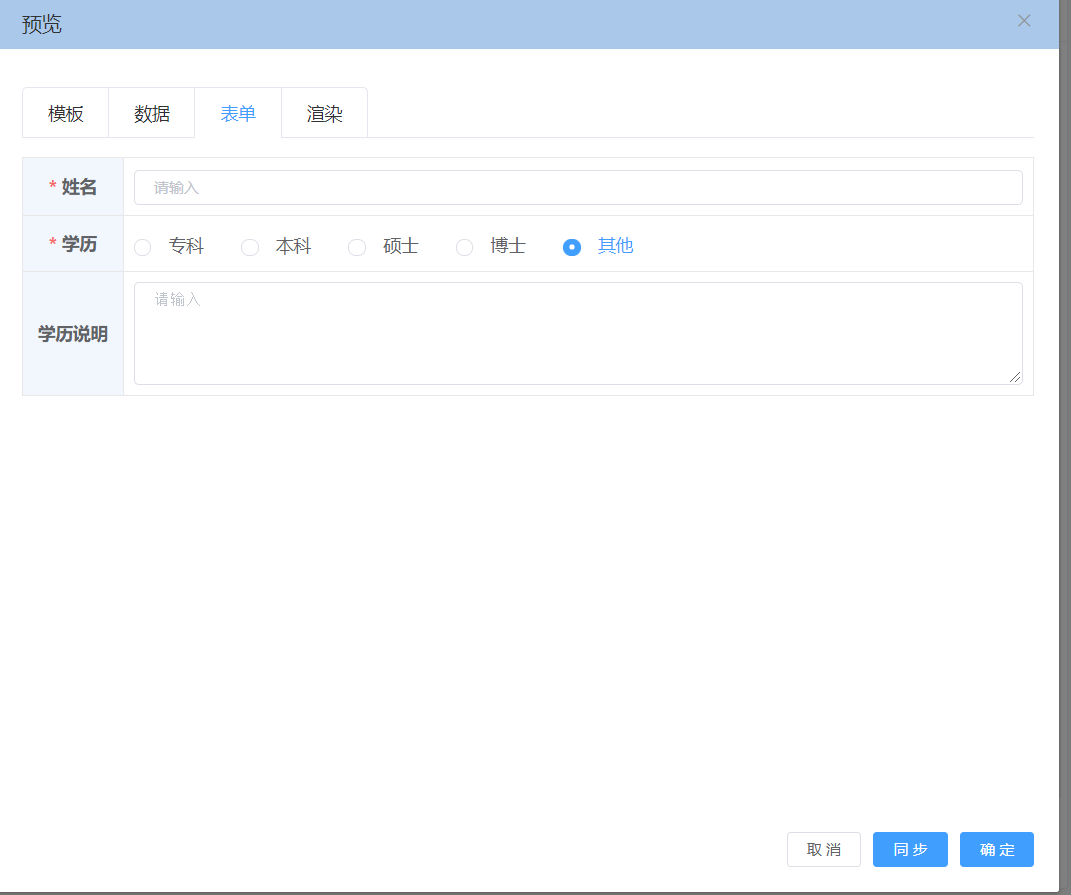 预览
模板 数据 表单 渲染
* 姓名 请输入
* 学历 专科 本科 硕士 博士 其他
学历说明 请输入
取消 同步 确定